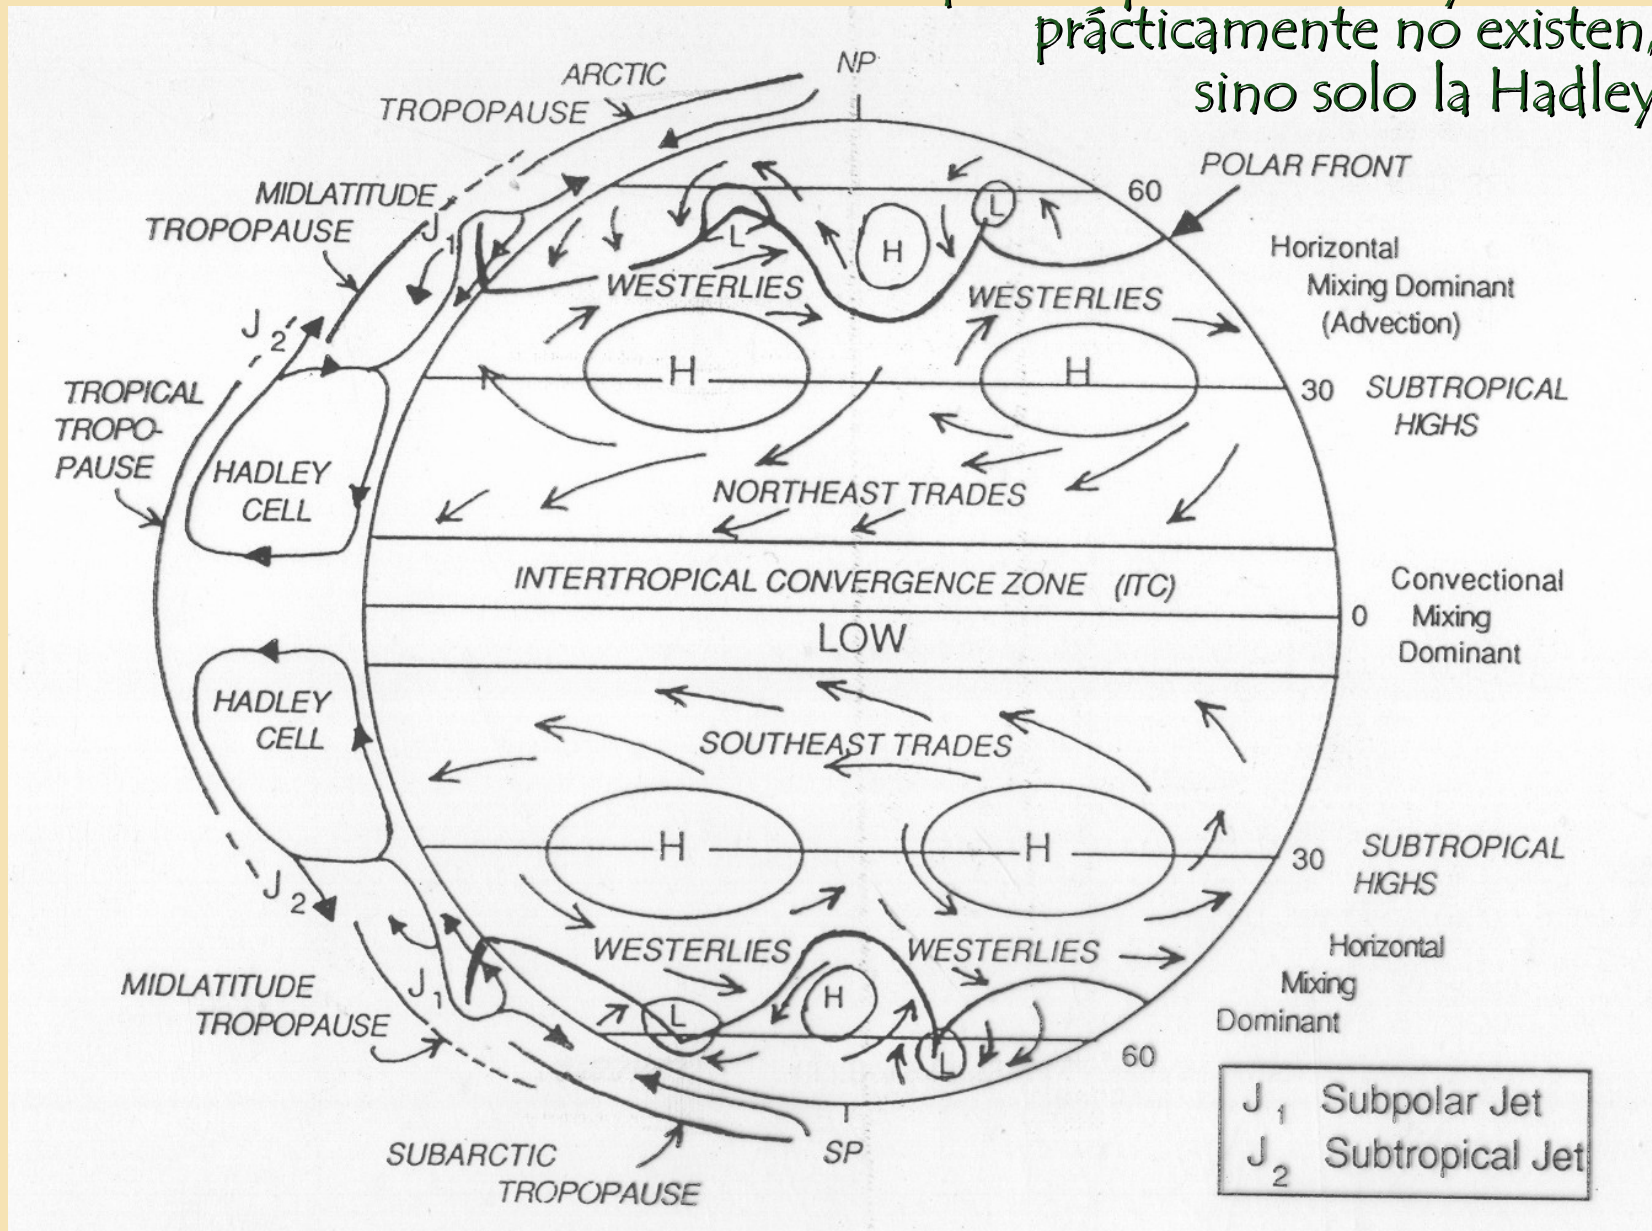 prácticamente no existen,
sino solo la Hadley
NP
ARCTIC
TROPOPAUSE
POLAR FRONT
MIDLATITUDE
TROPOPAUSE
J1
60
L
L
H
Horizontal
Mixing Dominant
(Advection)
WESTERLIES
WESTERLIES
J2
H
H
30
SUBTROPICAL
HIGHS
TROPICAL
TROPO-
PAUSE
HADLEY
CELL
NORTHEAST TRADES
INTERTROPICAL CONVERGENCE ZONE (ITC)
0
Convectional
Mixing
Dominant
LOW
HADLEY
CELL
SOUTHEAST TRADES
H
H
30
SUBTROPICAL
HIGHS
J2
WESTERLIES
WESTERLIES
Horizontal
Mixing
Dominant
MIDLATITUDE
TROPOPAUSE
J1
L
H
L
60
SUBARCTIC
TROPOPAUSE
SP
J1 Subpolar Jet
J2 Subtropical Jet